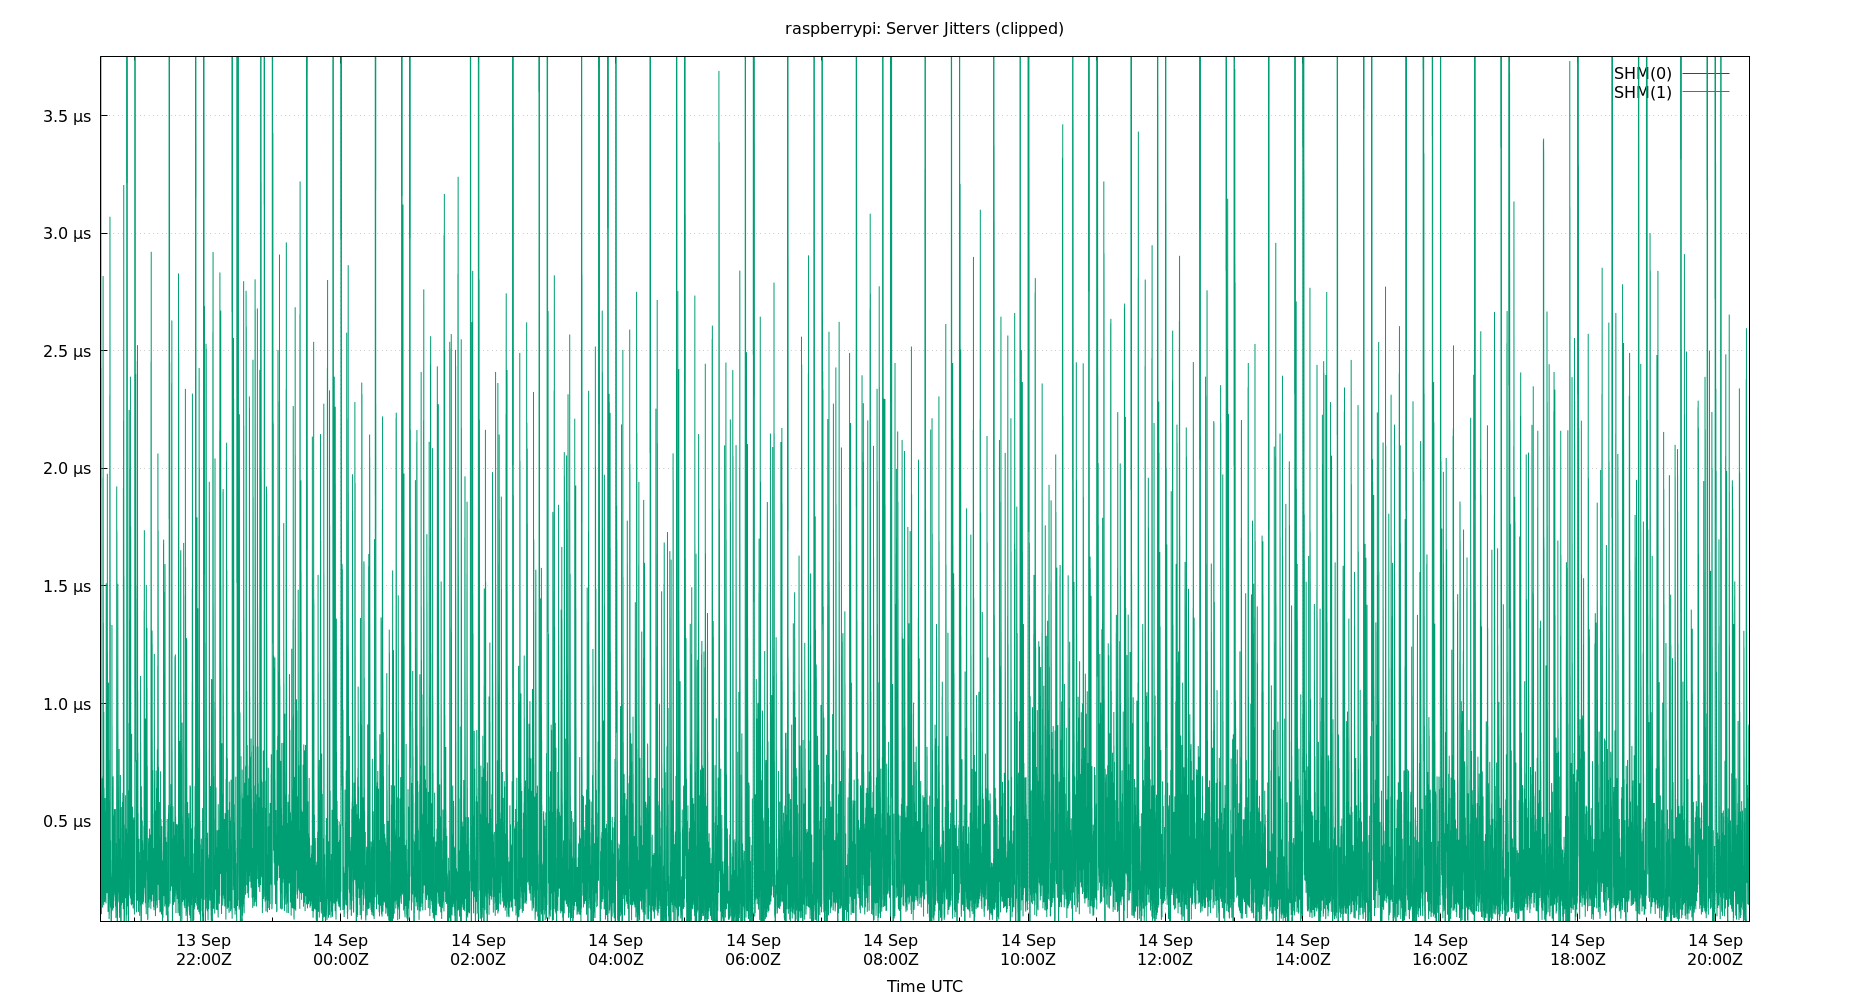 raspberrypi: Server Jitters (clipped)
SHM(0)
SHM(1)
3.5 µs
3.0 µs
2.5 µs
2.0 µs
1.5 µs
1.0 µs
0.5 µs
13 Sep 14 Sep 14 Sep 14 Sep 14 Sep 14 Sep 14 Sep 14 Sep 14 Sep 14 Sep 14 Sep 14 Sep
22:00Z 00:00Z 02:00Z 04:00Z 06:00Z 08:00Z 10:00Z 12:00Z 14:00Z 16:00Z 18:00Z 20:00Z
Time UTC